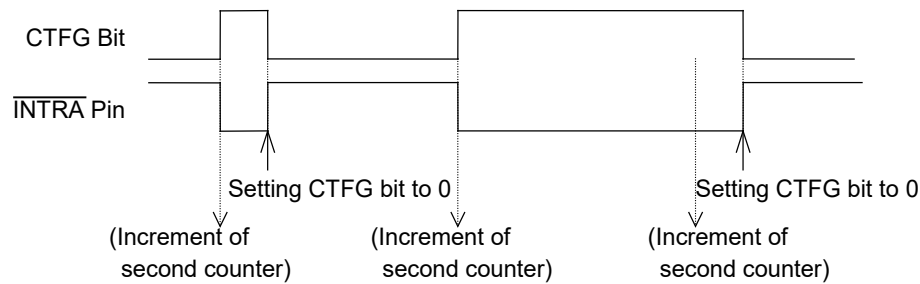 CTFG Bit
INTRA Pin
Setting CTFG bit to 0
Setting CTFG bit to 0
(Increment of
second counter)
(Increment of
second counter)
(Increment of
second counter)